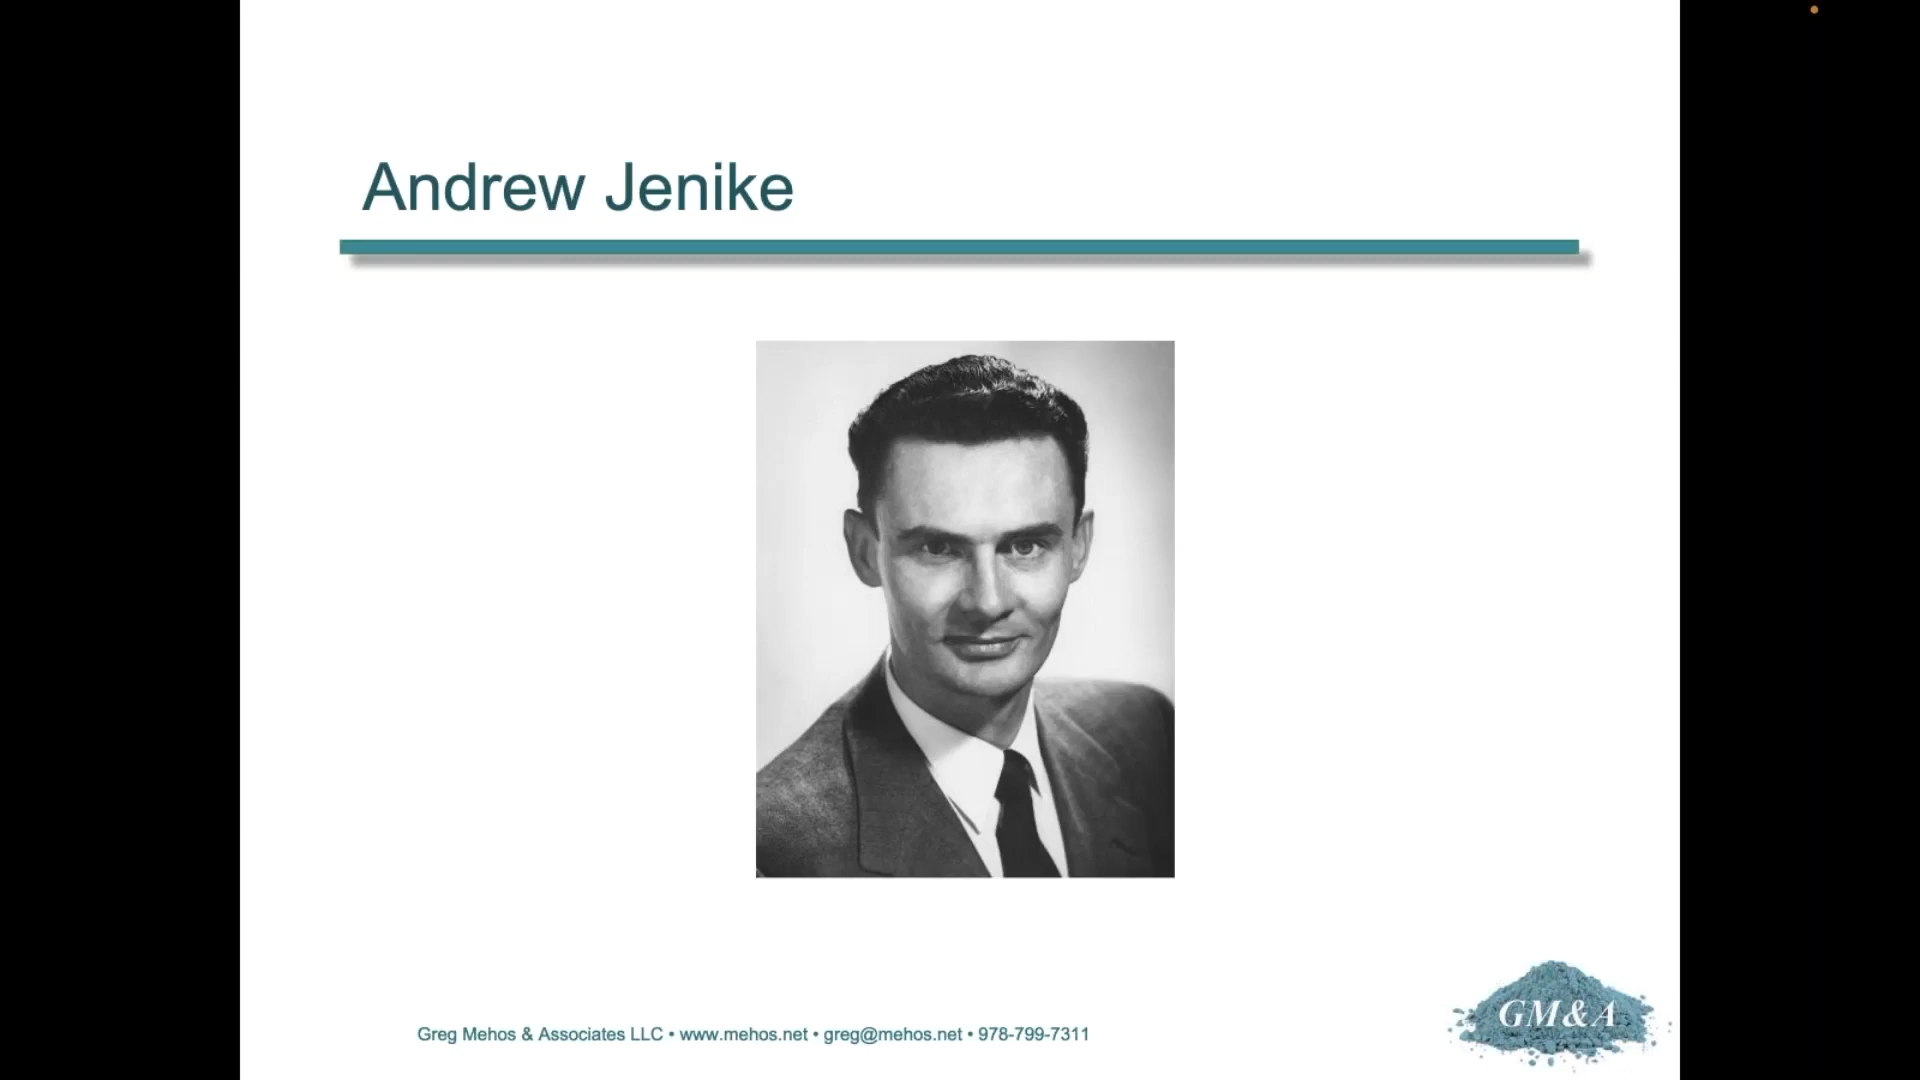 Andrew Jenike
Greg Mehos & Associates LLC • www.mehos.net • greg@mehos.net • 978-799-7311
GM&A